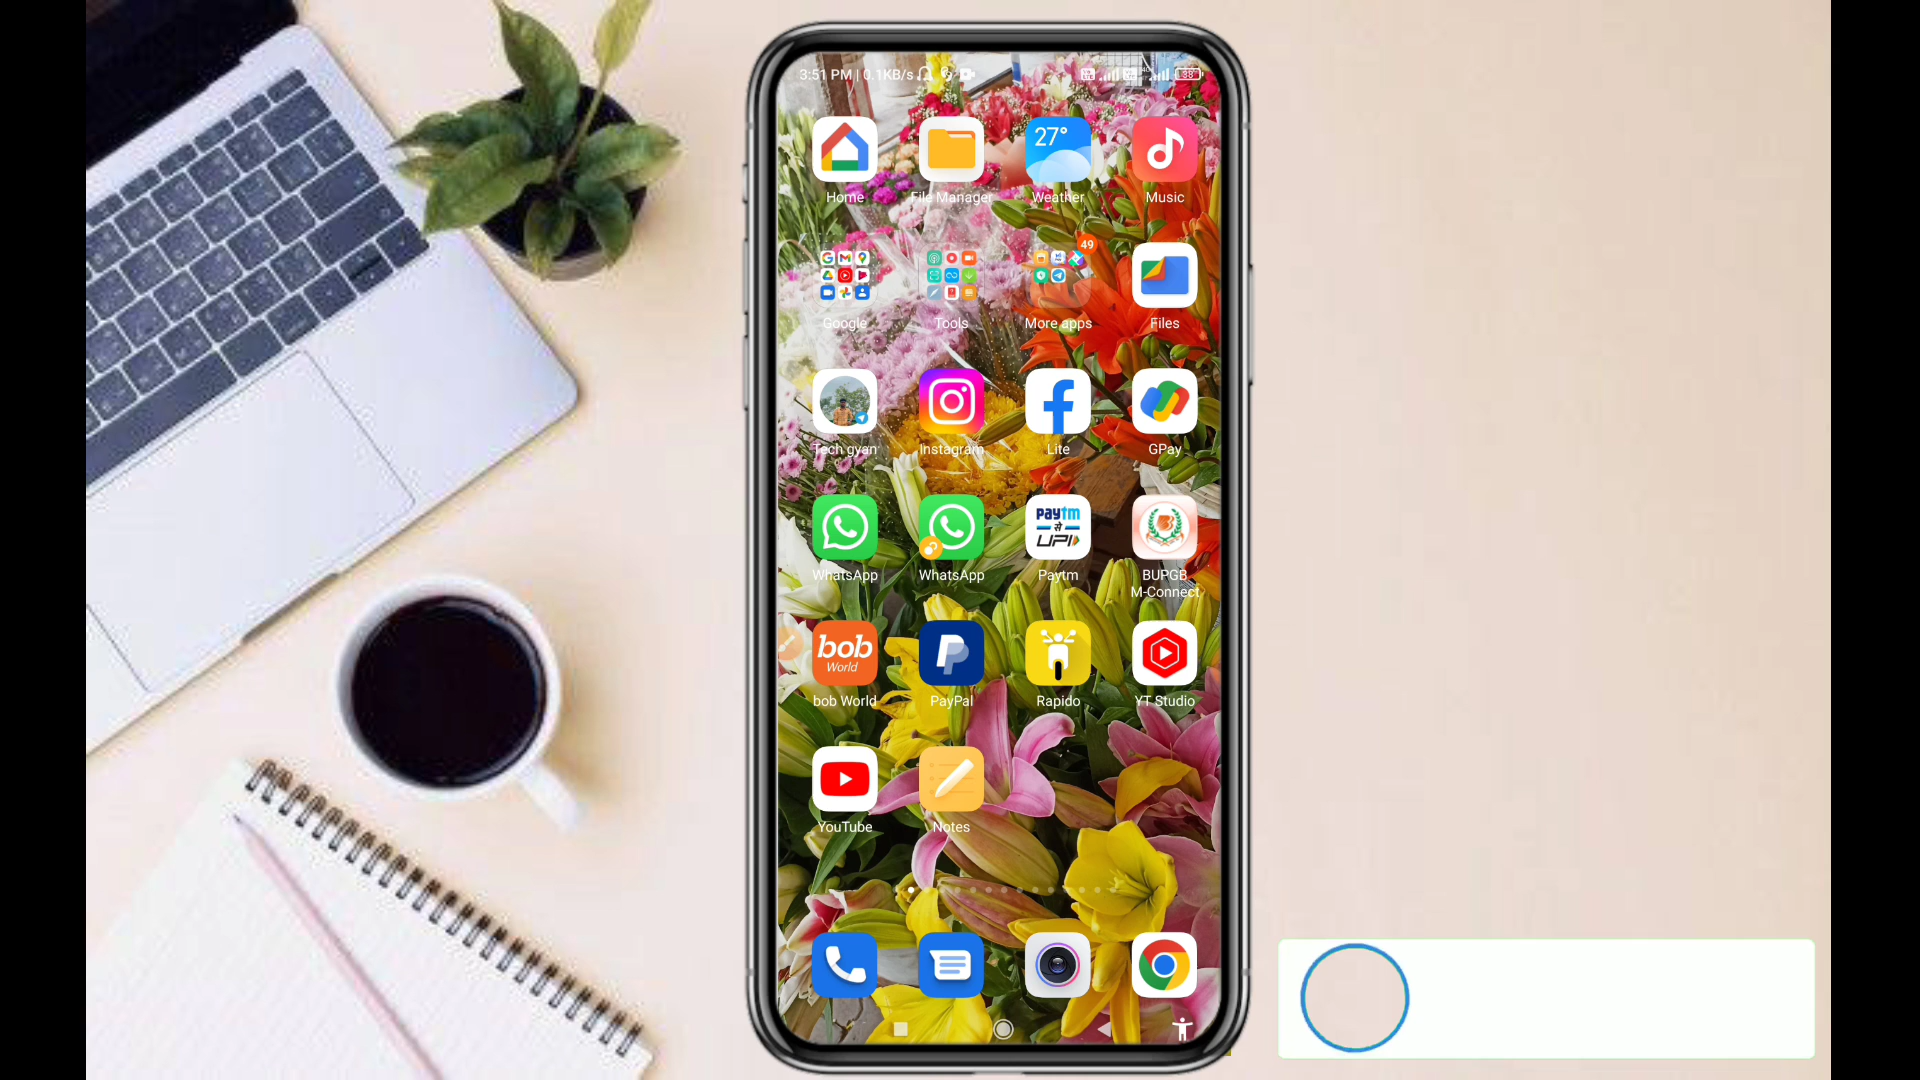 3:51 PM | 0.1KB/s
88
27°
Home
File Manager
Weather
Music
49
Google
Tools
More apps
Files
Tech gyan
Instagram
Lite
GPay
paytm
से
UPI
WhatsApp
WhatsApp
Paytm
BUPGB
M-Connect
bob
World
bob World
PayPal
Rapido
YT Studio
YouTube
Notes